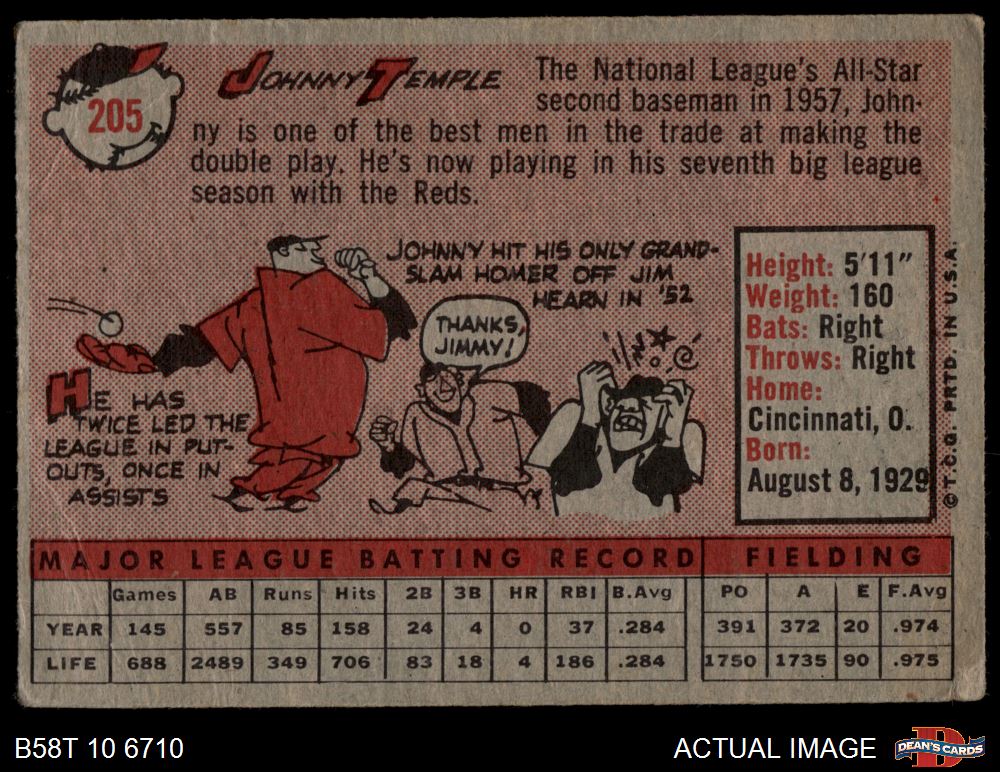 205
JOHNNY TEMPLE
The National League's All-Star
second baseman in 1957, John-
ny is one of the best men in the trade at making the
double play. He's now playing in his seventh big league
season with the Reds.
JOHNNY HIT HIS ONLY GRAND-
SLAM HOMER OFF JIM
HEARN IN '52
THANKS,
JIMMY!
HE HAS
TWICE LED THE
LEAGUE IN PUT-
OUTS, ONCE IN
ASSISTS
Height: 5'11"
Weight: 160
Bats: Right
Throws: Right
Home:
Cincinnati, O.
Born:
August 8, 1929
© T.C.G. PRTD. IN U.S.A.
MAJOR LEAGUE BATTING RECORD FIELDING
Games AB Runs Hits 2B 3B HR RBI B.Avg PO A E F.Avg
YEAR 145 557 85 158 24 4 0 37 .284 391 372 20 .974
LIFE 688 2489 349 706 83 18 4 186 .284 1750 1735 90 .975
B58T 10 6710
ACTUAL IMAGE
D
DEAN'S CARDS